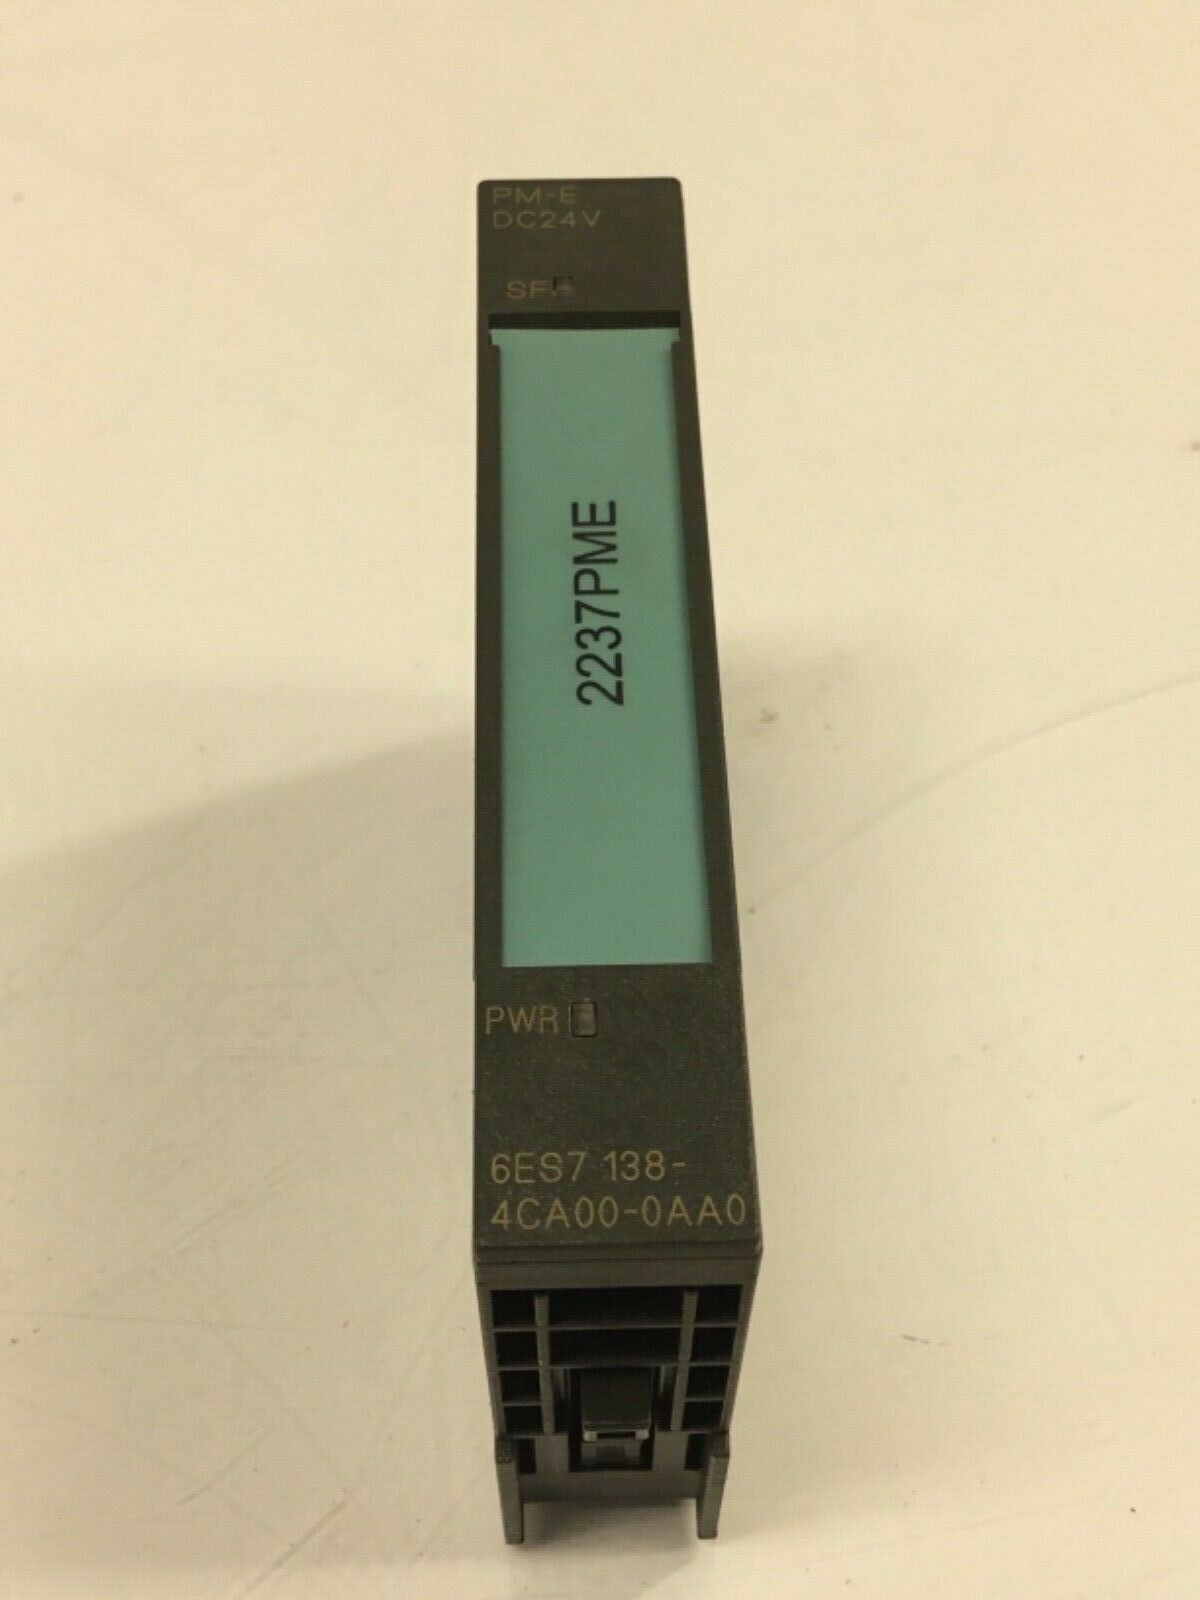 PM-E
DC24V
SF
2237PME
PWR
6ES7 138-
4CA00-0AA0